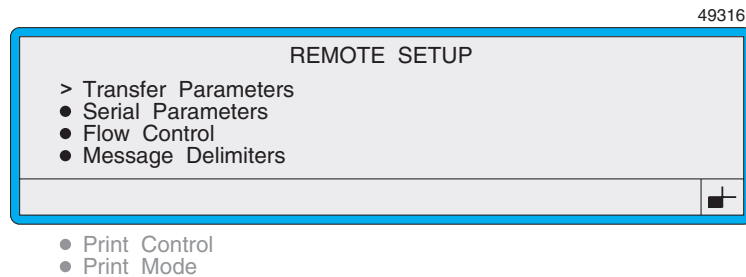 49316
REMOTE SETUP
> Transfer Parameters
● Serial Parameters
● Flow Control
● Message Delimiters
● Print Control
● Print Mode